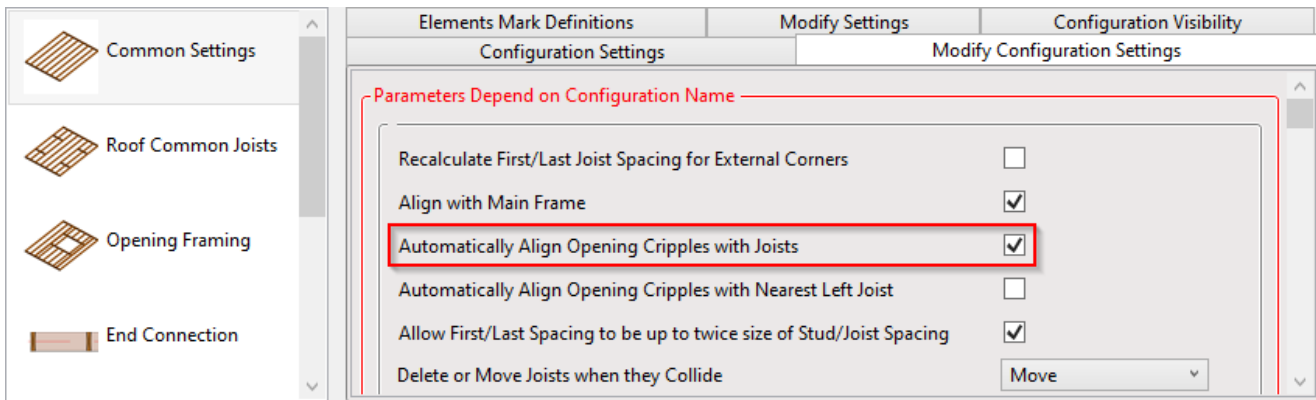 Common Settings
Roof Common Joists
Opening Framing
End Connection
Elements Mark Definitions
Modify Settings
Configuration Visibility
Configuration Settings
Modify Configuration Settings
Parameters Depend on Configuration Name
Recalculate First/Last Joist Spacing for External Corners
Align with Main Frame
Automatically Align Opening Cripples with Joists
Automatically Align Opening Cripples with Nearest Left Joist
Allow First/Last Spacing to be up to twice size of Stud/Joist Spacing
Delete or Move Joists when they Collide
Move